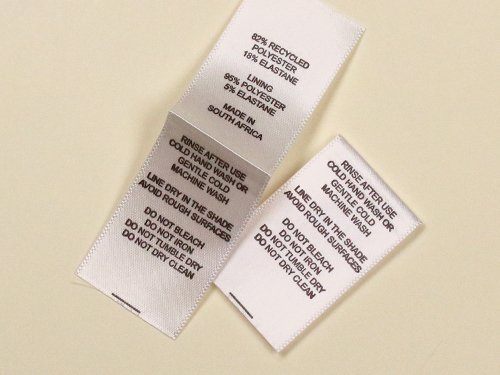 82% RECYCLED
POLYESTER
18% ELASTANE
LINING
95% POLYESTER
5% ELASTANE
MADE IN
SOUTH AFRICA
RINSE AFTER USE
COLD HAND WASH OR
GENTLE COLD
MACHINE WASH
LINE DRY IN THE SHADE
AVOID ROUGH SURFACES
DO NOT BLEACH
DO NOT IRON
DO NOT TUMBLE DRY
DO NOT DRY CLEAN
RINSE AFTER USE
COLD HAND WASH OR
GENTLE COLD
MACHINE WASH
LINE DRY IN THE SHADE
AVOID ROUGH SURFACES
DO NOT BLEACH
DO NOT IRON
DO NOT TUMBLE DRY
DO NOT DRY CLEAN